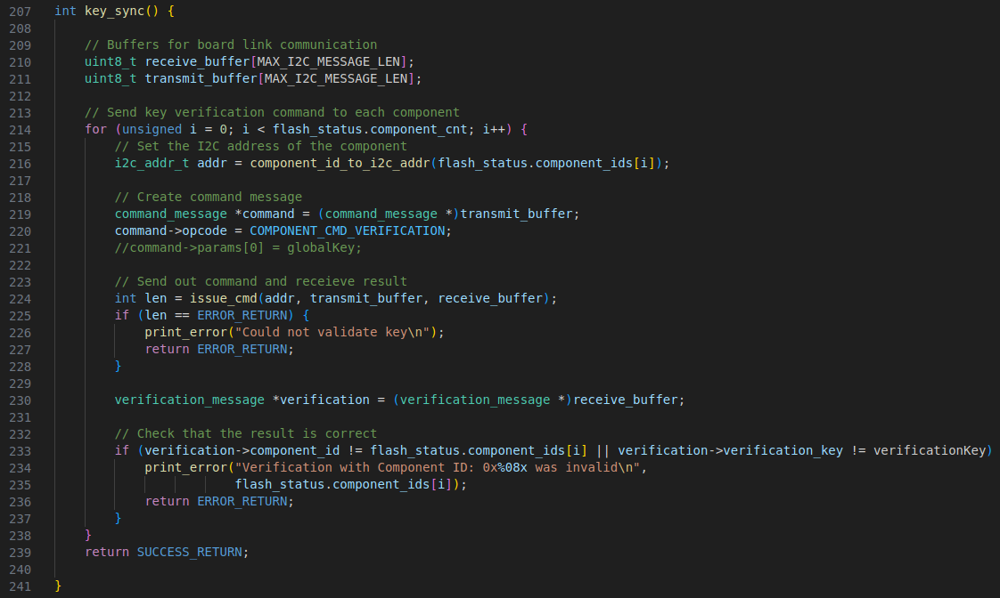 207 int key_sync() {
208
209 // Buffers for board link communication
210 uint8_t receive_buffer[MAX_I2C_MESSAGE_LEN];
211 uint8_t transmit_buffer[MAX_I2C_MESSAGE_LEN];
212
213 // Send key verification command to each component
214 for (unsigned i = 0; i < flash_status.component_cnt; i++) {
215 // Set the I2C address of the component
216 i2c_addr_t addr = component_id_to_i2c_addr(flash_status.component_ids[i]);
217
218 // Create command message
219 command_message *command = (command_message *)transmit_buffer;
220 command->opcode = COMPONENT_CMD_VERIFICATION;
221 //command->params[0] = globalKey;
222
223 // Send out command and receieve result
224 int len = issue_cmd(addr, transmit_buffer, receive_buffer);
225 if (len == ERROR_RETURN) {
226 print_error("Could not validate key\n");
227 return ERROR_RETURN;
228 }
229
230 verification_message *verification = (verification_message *)receive_buffer;
231
232 // Check that the result is correct
233 if (verification->component_id != flash_status.component_ids[i] || verification->verification_key != verificationKey)
234 print_error("Verification with Component ID: 0x%08x was invalid\n",
235 flash_status.component_ids[i]);
236 return ERROR_RETURN;
237 }
238 }
239 return SUCCESS_RETURN;
240
241 }